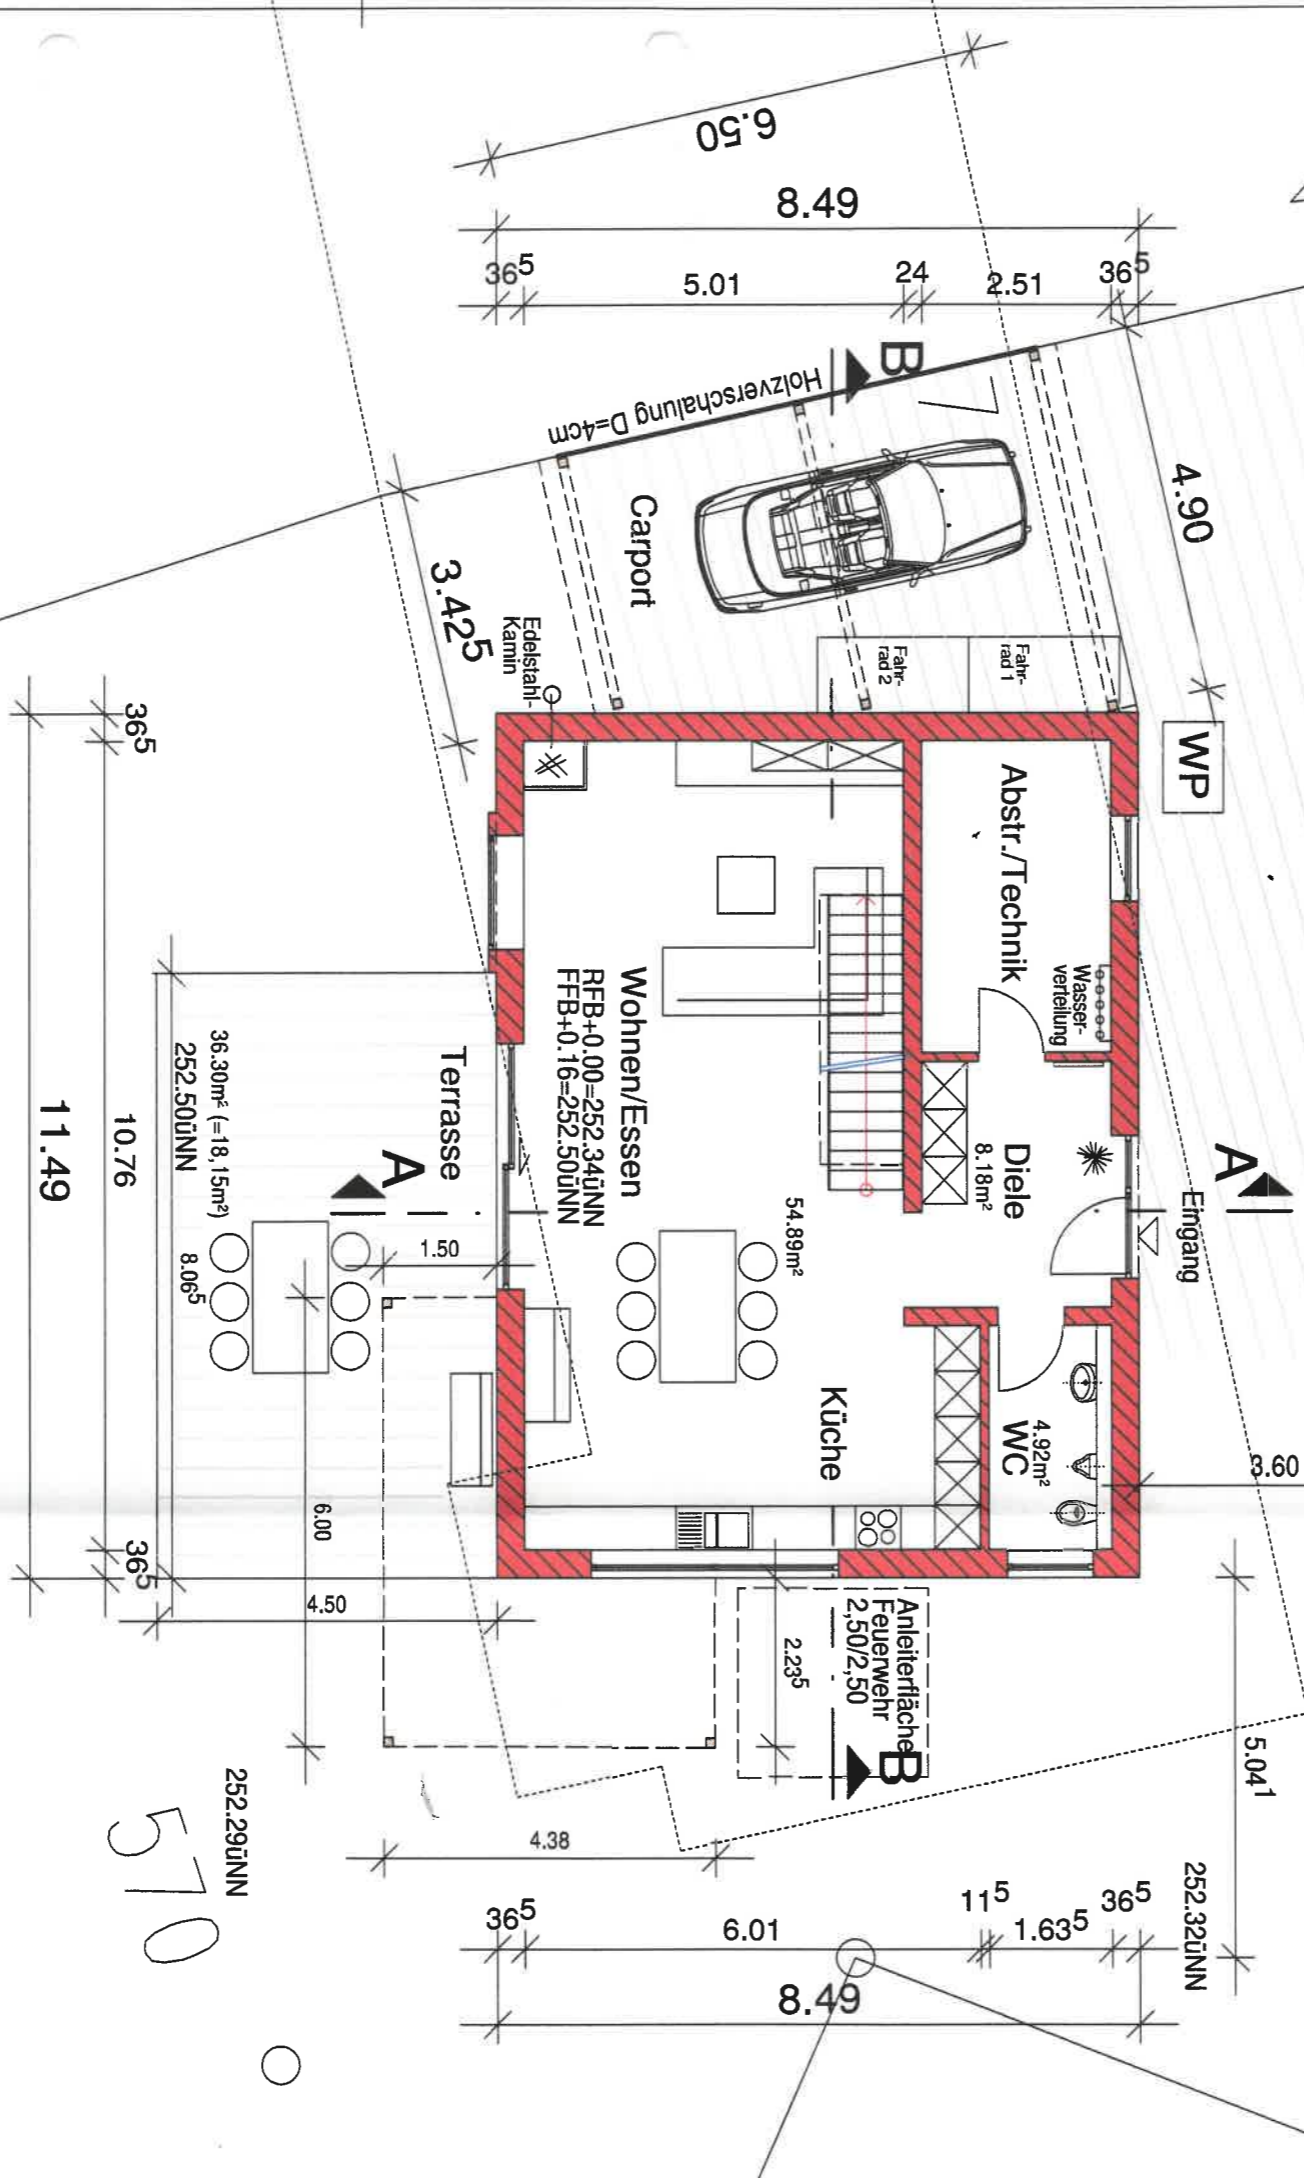 6.50
8.49
36⁵
5.01
24
2.51
36⁵
B
Holzverschalung D=4cm
4.90
Carport
3.42⁵
Edelstahl-
Kamin
Fahr-
rad 2
Fahr-
rad 1
WP
36⁵
Abstr./Technik
Wasser-
verteilung
Wohnen/Essen
RFB+0.00=252.34üNN
FFB+0.16=252.50üNN
Terrasse
36.30m² (=18,15m²)
252.50üNN
8.06⁵
11.49
10.76
A
1.50
54.89m²
Diele
8.18m²
A
Eingang
Küche
WC
4.92m²
3.60
6.00
36⁵
4.50
Anleiterfläche
Feuerwehr
2,50/2,50
2.23⁵
B
5.04¹
252.29üNN
570
4.38
252.32üNN
36⁵
6.01
11⁵
1.63⁵
36⁵
8.49